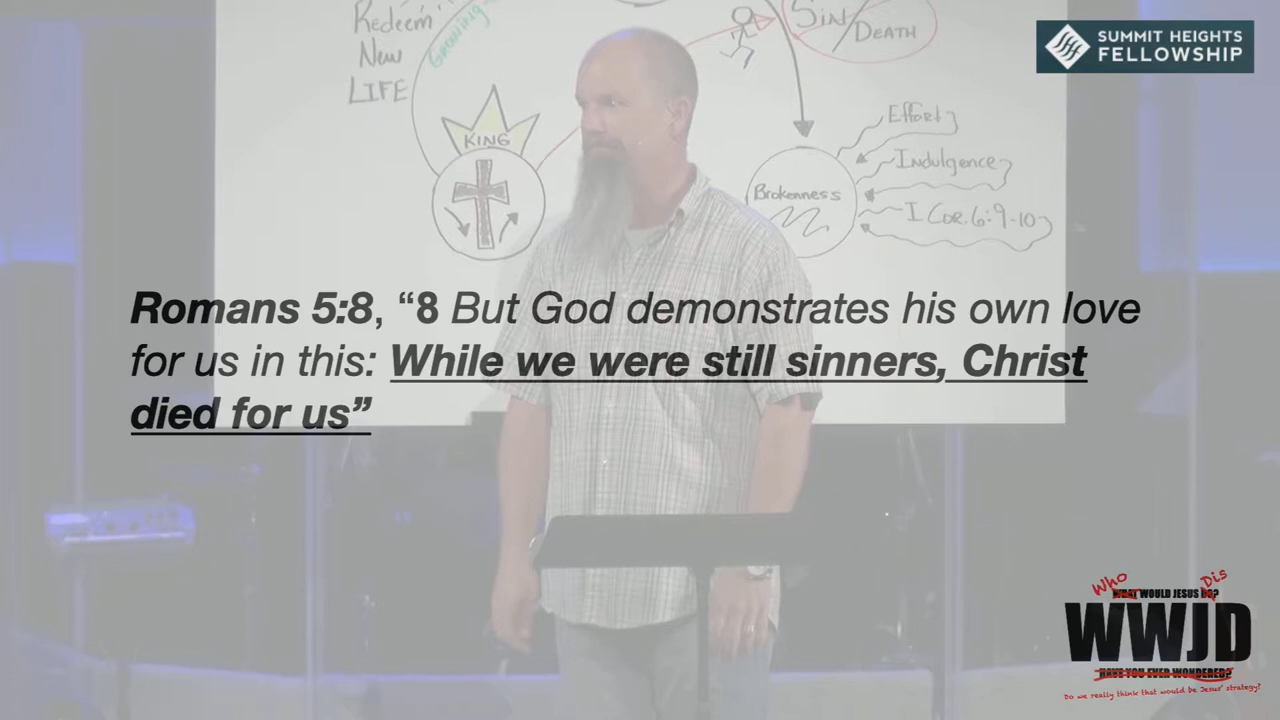 Redeem
New
LIFE
GROWING
SIN/
DEATH
SUMMIT HEIGHTS
FELLOWSHIP
KING
Brokenness
Effort
Indulgence
I COR. 6:9-10
Romans 5:8, “8 But God demonstrates his own love
for us in this: While we were still sinners, Christ
died for us”
Who Dis
WHAT WOULD JESUS DO?
WWJD
HAVE YOU EVER WONDERED?
Do we really think that would be Jesus' strategy?